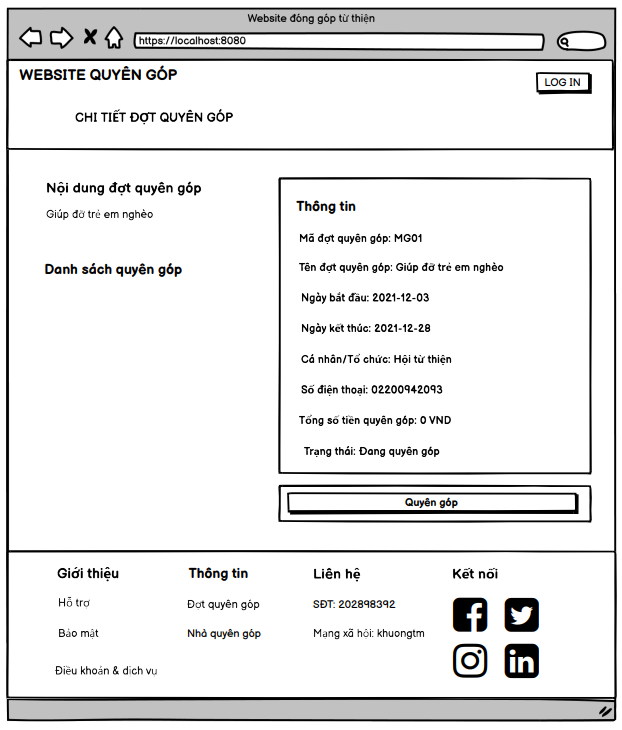 Website đóng góp từ thiện
https://localhost:8080
WEBSITE QUYÊN GÓP
LOG IN
CHI TIẾT ĐỢT QUYÊN GÓP
Nội dung đợt quyên góp
Giúp đỡ trẻ em nghèo
Danh sách quyên góp
Thông tin
Mã đợt quyên góp: MG01
Tên đợt quyên góp: Giúp đỡ trẻ em nghèo
Ngày bắt đầu: 2021-12-03
Ngày kết thúc: 2021-12-28
Cá nhân/Tổ chức: Hội từ thiện
Số điện thoại: 02200942093
Tổng số tiền quyên góp: 0 VND
Trạng thái: Đang quyên góp
Quyên góp
Giới thiệu
Hỗ trợ
Bảo mật
Điều khoản & dịch vụ
Thông tin
Đợt quyên góp
Nhà quyên góp
Liên hệ
SĐT: 202898392
Mạng xã hội: khuongtm
Kết nối